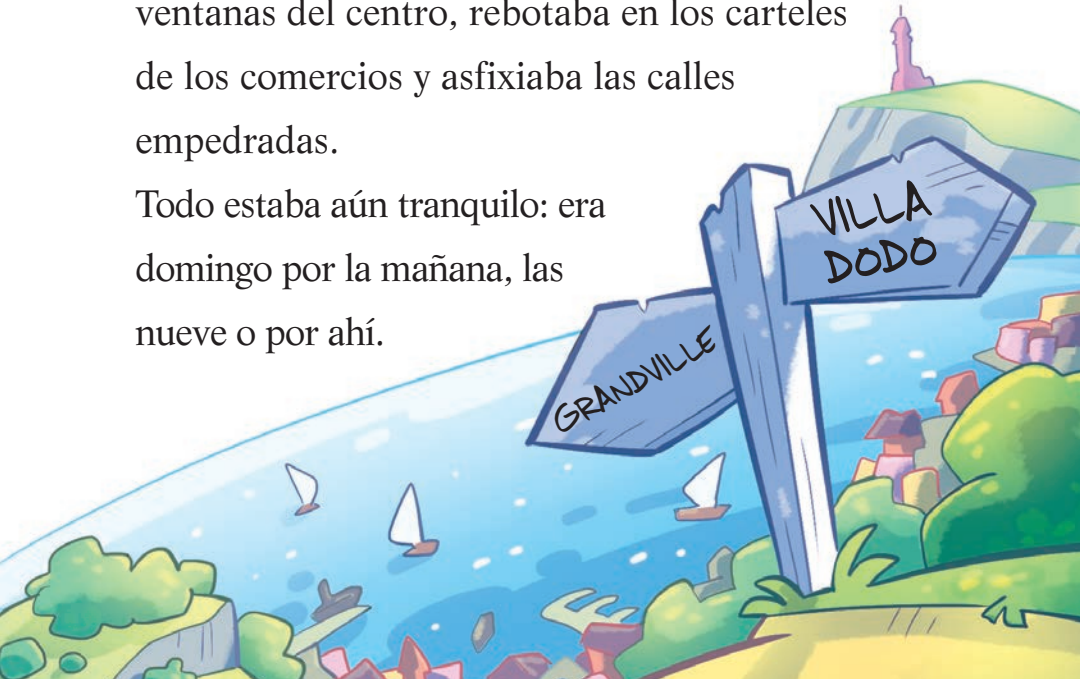 ventanas del centro, rebotaba en los carteles
de los comercios y asfixiaba las calles
empedradas.
Todo estaba aún tranquilo: era
domingo por la mañana, las
nueve o por ahí.
VILLA
DODO
GRANDVILLE